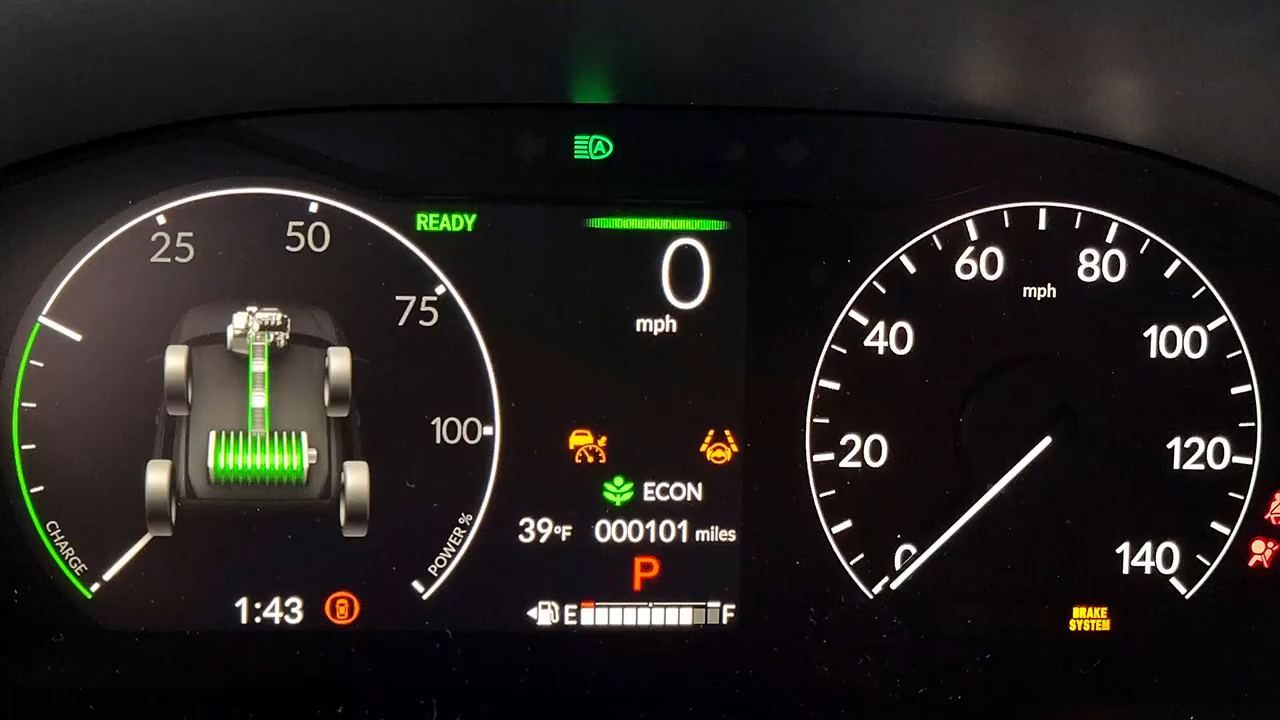 A
READY
25
50
75
100
CHARGE
POWER%
0
mph
ECON
39°F 000101 miles
P
1:43
E F
0
20
40
60
80
100
120
140
mph
BRAKE
SYSTEM